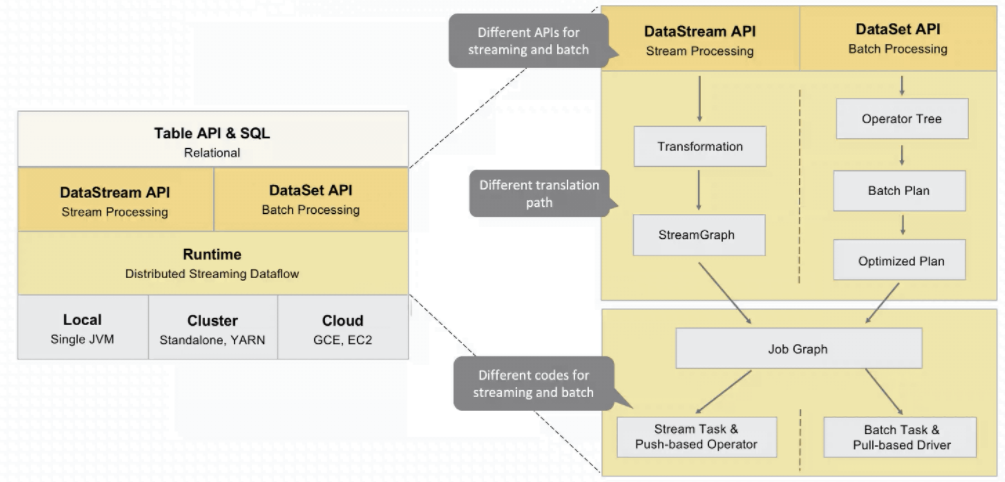 Table API & SQL
Relational
DataStream API
Stream Processing
DataSet API
Batch Processing
Runtime
Distributed Streaming Dataflow
Local
Single JVM
Cluster
Standalone, YARN
Cloud
GCE, EC2
Different APIs for
streaming and batch
DataStream API
Stream Processing
DataSet API
Batch Processing
Different translation
path
Transformation
StreamGraph
Operator Tree
Batch Plan
Optimized Plan
Different codes for
streaming and batch
Job Graph
Stream Task &
Push-based Operator
Batch Task &
Pull-based Driver